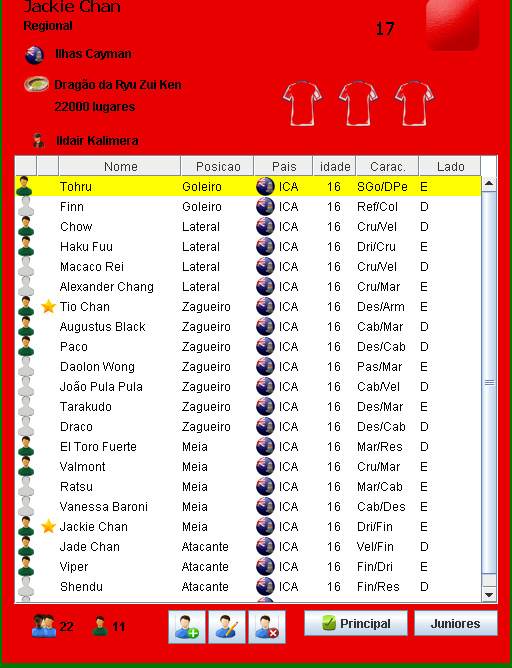 Jackie Chan
Regional
17
Ilhas Cayman
Dragão da Ryu Zui Ken
22000 lugares
Ildair Kalimera
Nome Posicao Pais idade Carac. Lado
Tohru Goleiro ICA 16 SGo/DPe E
Finn Goleiro ICA 16 Ref/Col D
Chow Lateral ICA 16 Cru/Vel D
Haku Fuu Lateral ICA 16 Dri/Cru E
Macaco Rei Lateral ICA 16 Cru/Vel D
Alexander Chang Lateral ICA 16 Cru/Mar E
Tio Chan Zagueiro ICA 16 Des/Arm E
Augustus Black Zagueiro ICA 16 Cab/Mar D
Paco Zagueiro ICA 16 Des/Cab D
Daolon Wong Zagueiro ICA 16 Pas/Mar E
João Pula Pula Zagueiro ICA 16 Cab/Vel D
Tarakudo Zagueiro ICA 16 Des/Mar E
Draco Zagueiro ICA 16 Des/Cab D
El Toro Fuerte Meia ICA 16 Mar/Res D
Valmont Meia ICA 16 Cru/Mar E
Ratsu Meia ICA 16 Mar/Cab D
Vanessa Baroni Meia ICA 16 Cab/Des E
Jackie Chan Meia ICA 16 Dri/Fin E
Jade Chan Atacante ICA 16 Vel/Fin D
Viper Atacante ICA 16 Fin/Dri E
Shendu Atacante ICA 16 Fin/Res D
22 11 Principal Juniores